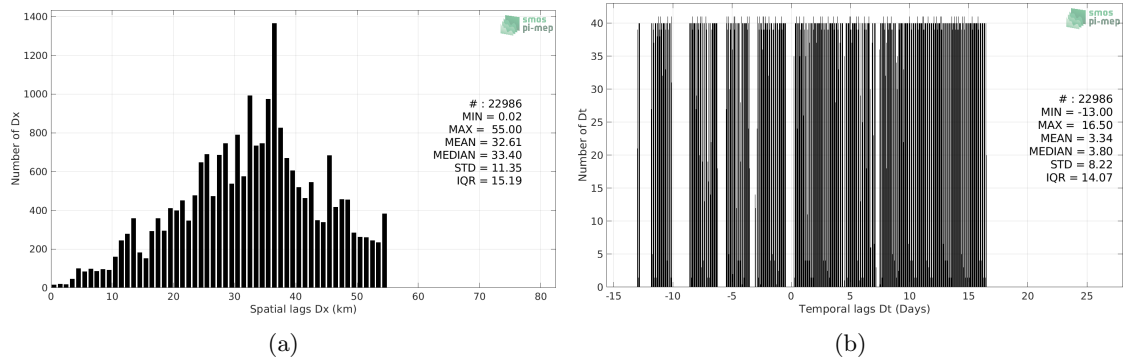 1400
1200
1000
800
600
400
200
0
0 10 20 30 40 50 60 70 80
Number of Dx
Spatial lags Dx (km)
smos
pi-mep
# : 22986
MIN = 0.02
MAX = 55.00
MEAN = 32.61
MEDIAN = 33.40
STD = 11.35
IQR = 15.19
(a)
40
35
30
25
20
15
10
5
0
-15 -10 -5 0 5 10 15 20 25
Number of Dt
Temporal lags Dt (Days)
smos
pi-mep
# : 22986
MIN = -13.00
MAX = 16.50
MEAN = 3.34
MEDIAN = 3.80
STD = 8.22
IQR = 14.07
(b)